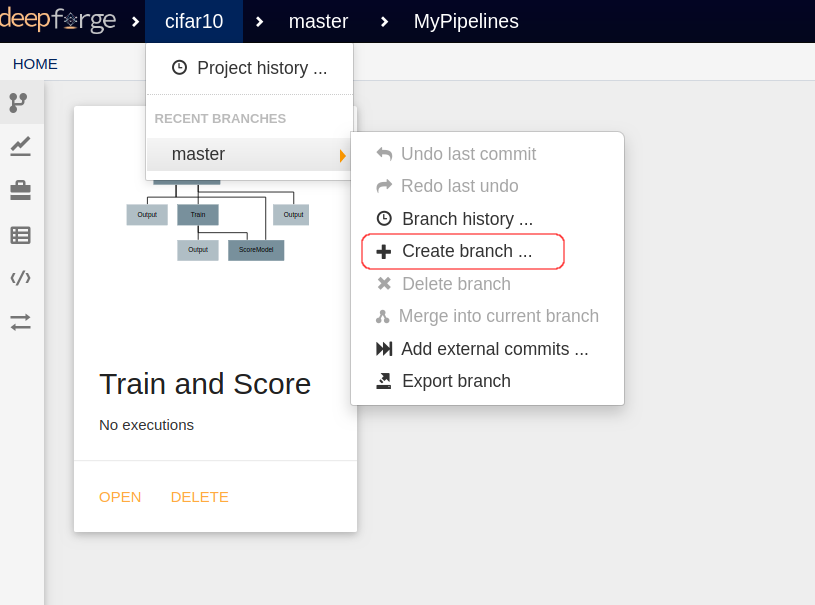 deepforge cifar10 master MyPipelines
HOME
Project history ...
RECENT BRANCHES
master
Undo last commit
Redo last undo
Branch history ...
Create branch ...
Delete branch
Merge into current branch
Add external commits ...
Export branch
Output Train Output
Output ScoreModel
Train and Score
No executions
OPEN DELETE